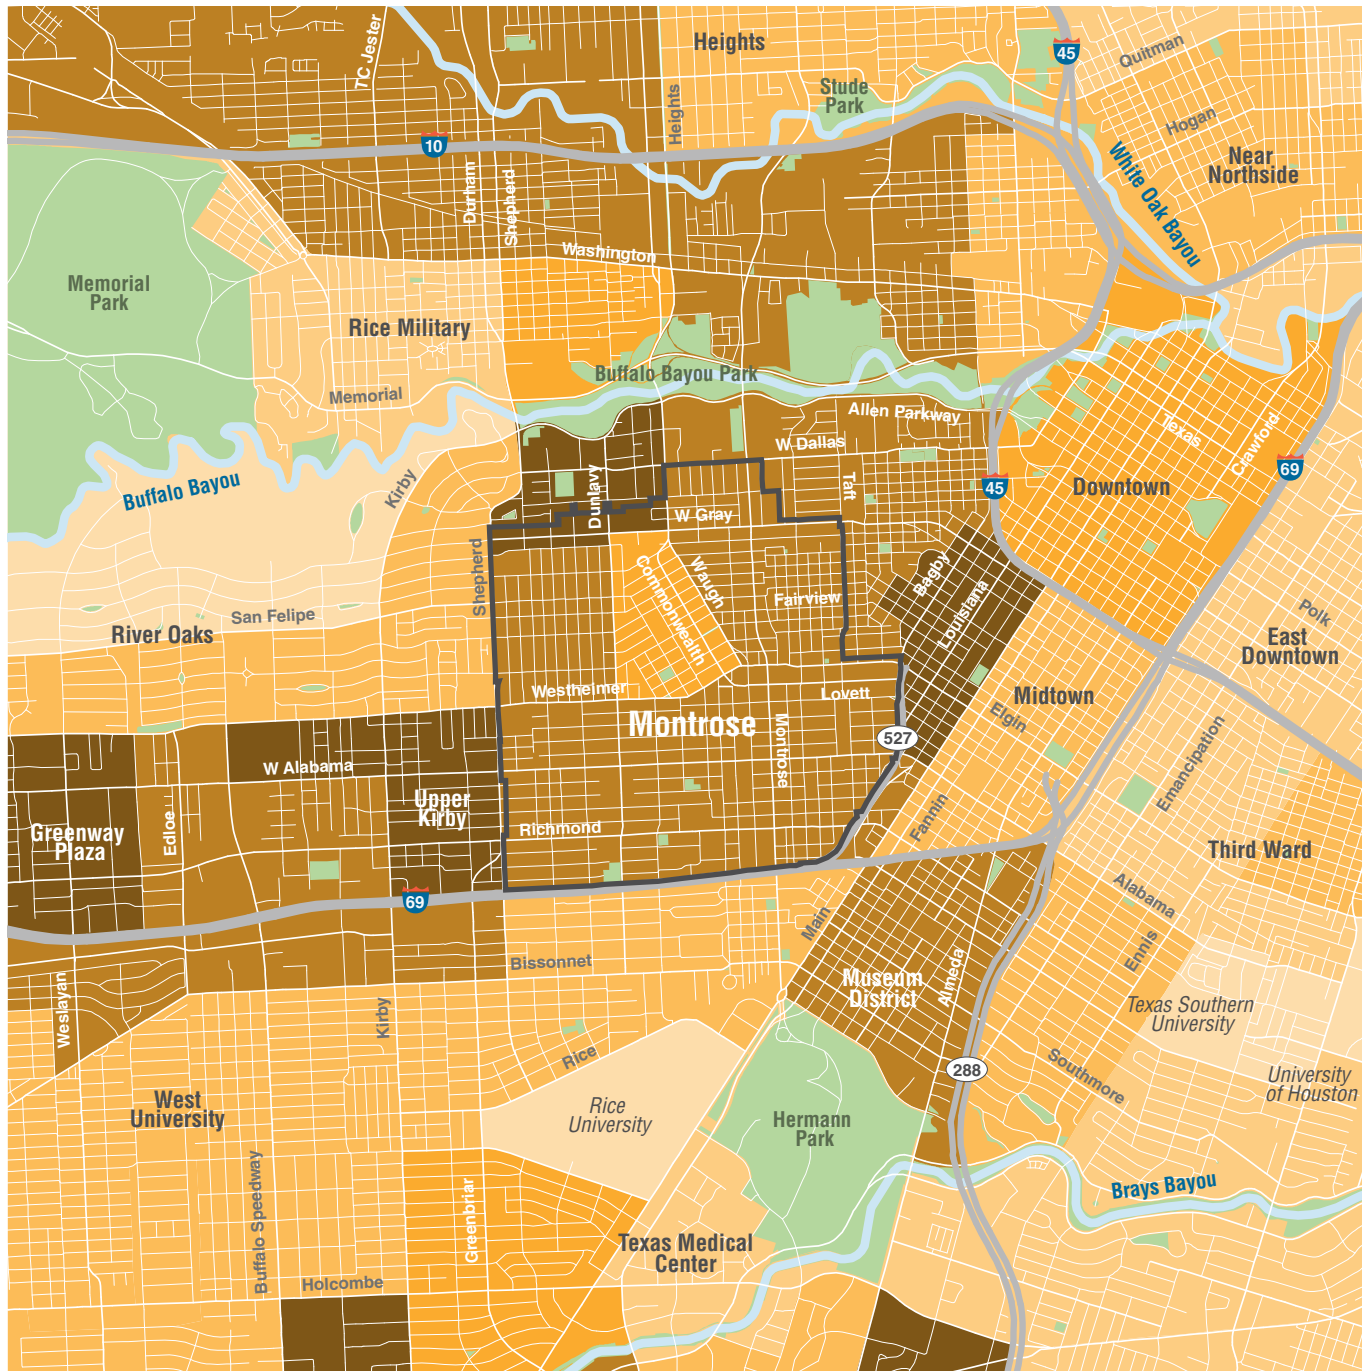 TC Jester
Heights
45
Quitman
Stude
Park
Heights
Hogan
10
White Oak Bayou
Near
Northside
Durham
Shepherd
Washington
Memorial
Park
Rice Military
Buffalo Bayou Park
Memorial
Allen Parkway
W Dallas
Texas
Crawford
69
Buffalo Bayou
Kirby
Dunlavy
Taft
45
Downtown
W Gray
Shepherd
Commonwealth
Waugh
Fairview
Bagby
Louisiana
San Felipe
River Oaks
Polk
East
Downtown
Westheimer
Lovett
Midtown
Elgin
Montrose
Montrose
527
W Alabama
Emancipation
Upper
Kirby
Greenway
Plaza
Edloe
Richmond
Fannin
Third Ward
69
Alabama
Main
Ennis
Bissonnet
Museum
District
Almeda
Weslayan
Kirby
Texas Southern
University
Rice
288
Southmore
University
of Houston
West
University
Rice
University
Hermann
Park
Buffalo Speedway
Greenbriar
Brays Bayou
Texas Medical
Center
Holcombe